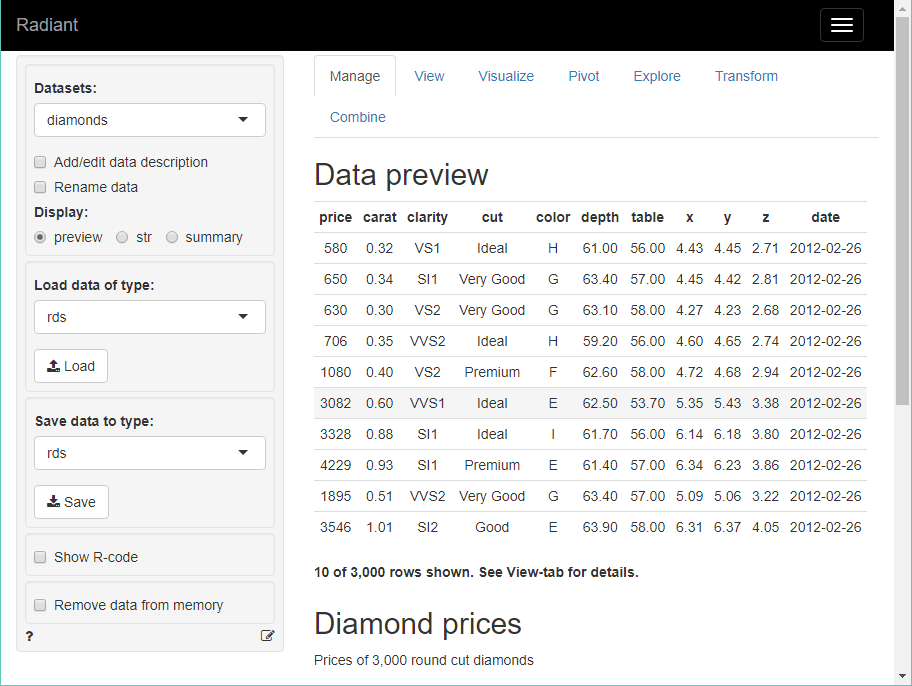 Radiant
Datasets:
diamonds
Add/edit data description
Rename data
Display:
preview str summary
Load data of type:
rds
Load
Save data to type:
rds
Save
Show R-code
Remove data from memory
?
Manage View Visualize Pivot Explore Transform
Combine
Data preview
price carat clarity cut color depth table x y z date
580 0.32 VS1 Ideal H 61.00 56.00 4.43 4.45 2.71 2012-02-26
650 0.34 SI1 Very Good G 63.40 57.00 4.45 4.42 2.81 2012-02-26
630 0.30 VS2 Very Good G 63.10 58.00 4.27 4.23 2.68 2012-02-26
706 0.35 VVS2 Ideal H 59.20 56.00 4.60 4.65 2.74 2012-02-26
1080 0.40 VS2 Premium F 62.60 58.00 4.72 4.68 2.94 2012-02-26
3082 0.60 VVS1 Ideal E 62.50 53.70 5.35 5.43 3.38 2012-02-26
3328 0.88 SI1 Ideal I 61.70 56.00 6.14 6.18 3.80 2012-02-26
4229 0.93 SI1 Premium E 61.40 57.00 6.34 6.23 3.86 2012-02-26
1895 0.51 VVS2 Very Good G 63.40 57.00 5.09 5.06 3.22 2012-02-26
3546 1.01 SI2 Good E 63.90 58.00 6.31 6.37 4.05 2012-02-26
10 of 3,000 rows shown. See View-tab for details.
Diamond prices
Prices of 3,000 round cut diamonds